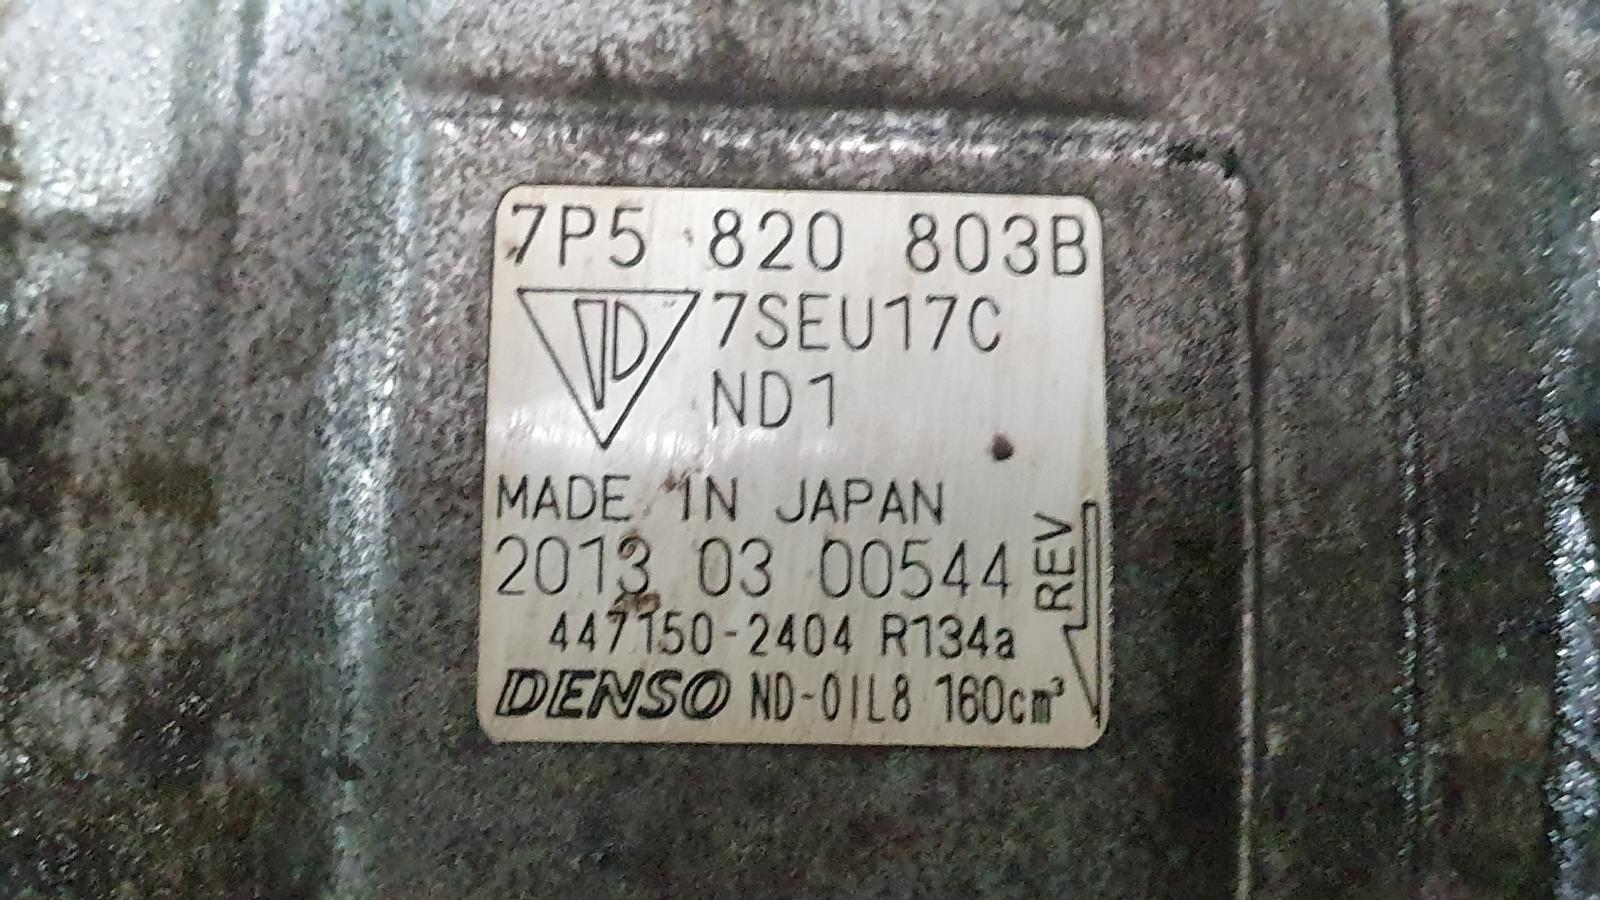 7P5 820 803B
7SEU17C
ND1
MADE IN JAPAN
2013 03 00544
REV
447150-2404 R134a
DENSO ND-OIL8 160cm³